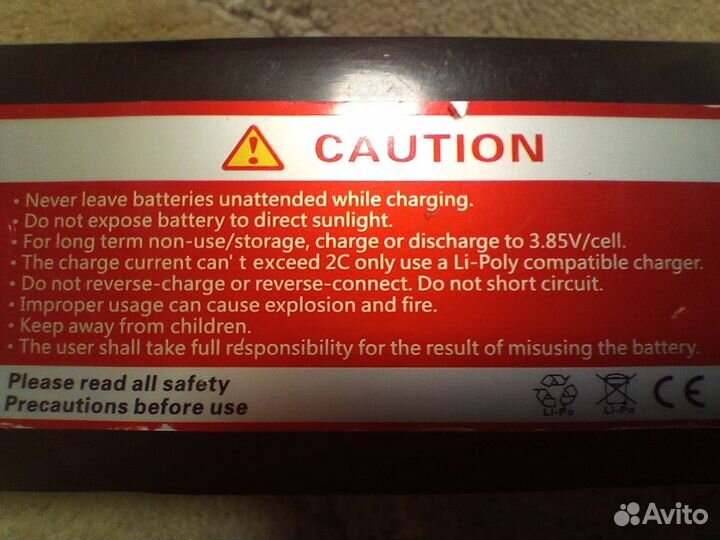 CAUTION
• Never leave batteries unattended while charging.
• Do not expose battery to direct sunlight.
• For long term non-use/storage, charge or discharge to 3.85V/cell.
• The charge current can't exceed 2C only use a Li-Poly compatible charger.
• Do not reverse-charge or reverse-connect. Do not short circuit.
• Improper usage can cause explosion and fire.
• Keep away from children.
• The user shall take full responsibility for the result of misusing the battery.
Please read all safety
Precautions before use
Li-Po Li-Po CE
Avito